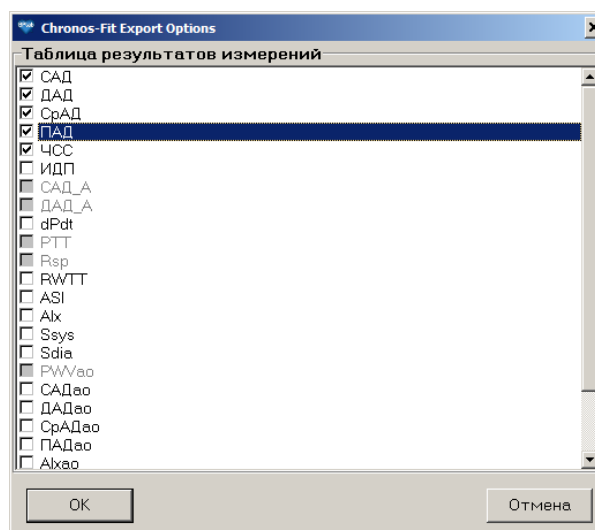 Chronos-Fit Export Options
Таблица результатов измерений
САД
ДАД
СрАД
ПАД
ЧСС
ИДП
САД_А
ДАД_А
dPdt
PTT
Rsp
RWTT
ASI
AIx
Ssys
Sdia
PWVao
САДао
ДАДао
СрАДао
ПАДао
AIxao
OK
Отмена